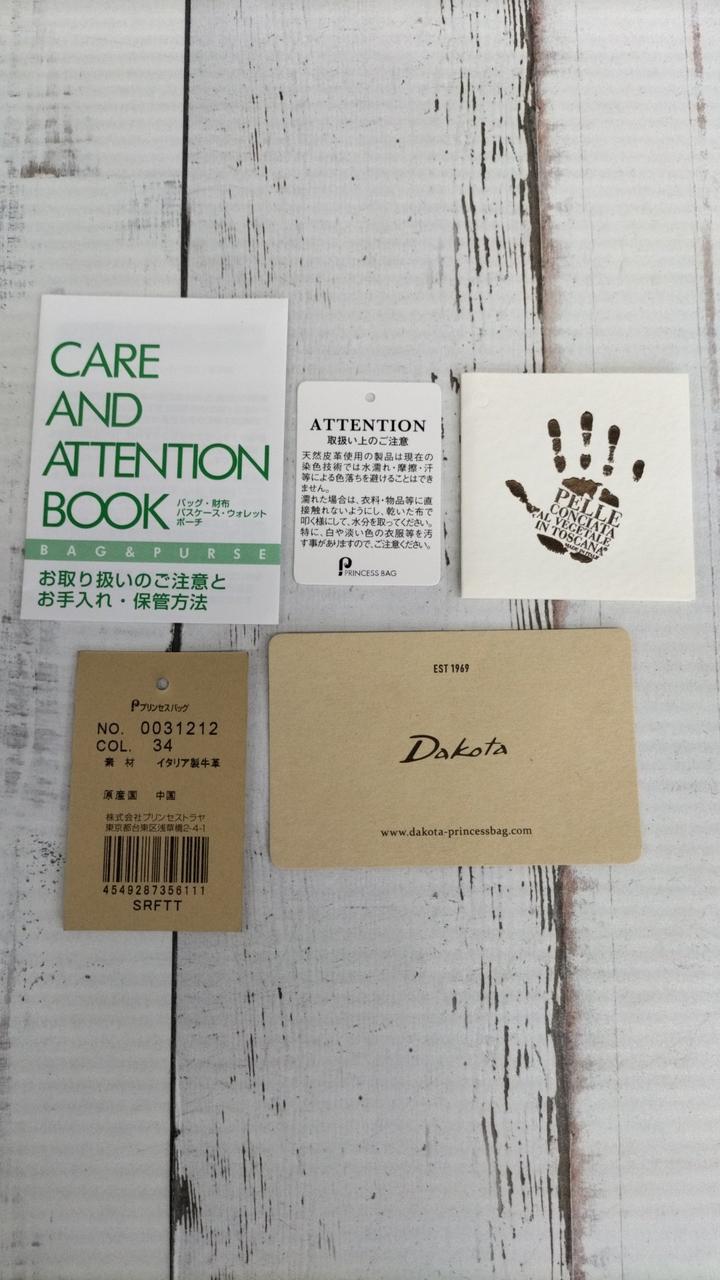 CARE
AND
ATTENTION
BOOK
バッグ・財布
パスケース・ウォレット
ポーチ
BAG & PURSE
お取り扱いのご注意と
お手入れ・保管方法
ATTENTION
取扱い上のご注意
天然皮革使用の製品は現在の
染色技術では水濡れ・摩擦・汗
等による色落ちを避けることはでき
ません。
濡れた場合は、衣料・物品等に直
接触れないようにし、乾いた布で
叩く様にして、水分を取ってください。
特に、白や淡い色の衣服等を汚
す事がありますので、ご注意ください。
PRINCESS BAG
PELLE
CONCIATA
AL VEGETALE
IN TOSCANA®
MADE IN ITALY
プリンセスバッグ
NO. 0031212
COL. 34
素材 イタリア製牛革
原産国 中国
株式会社プリンセストラヤ
東京都台東区浅草橋2-4-1
4549287356111
SRFTT
EST 1969
Dakota
www.dakota-princessbag.com